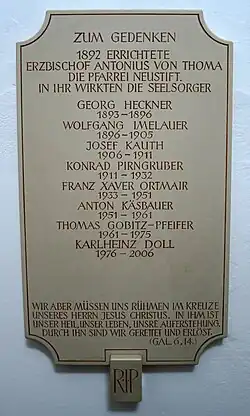 ZUM GEDENKEN
1892 ERRICHTETE
ERZBISCHOF ANTONIUS VON THOMA
DIE PFARREI NEUSTIFT.
IN IHR WIRKTEN DIE SEELSORGER
GEORG HECKNER
1893-1896
WOLFGANG IMELAUER
1896-1905
JOSEF KAUTH
1906-1911
KONRAD PIRNGRUBER
1911-1932
FRANZ XAVER ORTMAIR
1933-1951
ANTON KÄSBAUER
1951-1961
THOMAS GOBITZ-PFEIFER
1961-1975
KARLHEINZ DOLL
1976-2006
WIR ABER MÜSSEN UNS RÜHMEN IM KREUZE
UNSERES HERRN JESUS CHRISTUS. IN IHM IST
UNSER HEIL, UNSER LEBEN, UNSRE AUFERSTEHUNG.
DURCH IHN SIND WIR GERETTET UND ERLÖST.
(GAL. 6,14.)
RIP